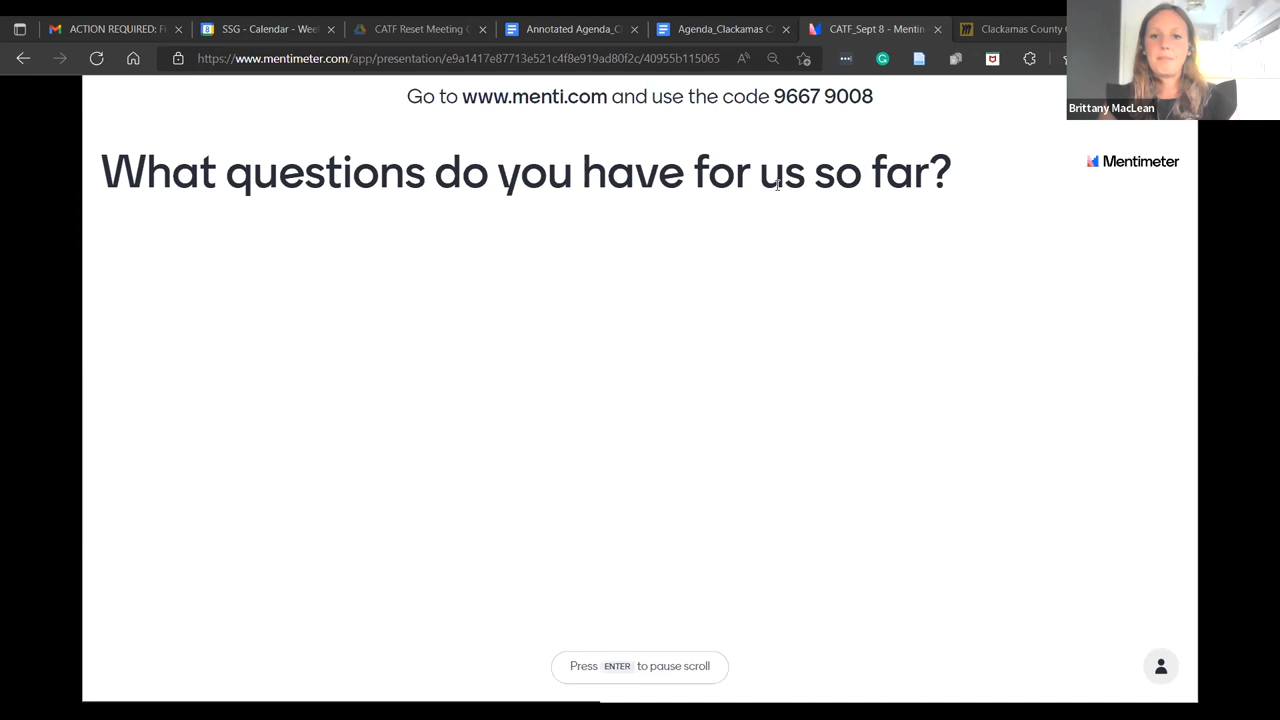 ACTION REQUIRED: Fi
SSG - Calendar - Wee
CATF Reset Meeting
Annotated Agenda_C
Agenda_Clackamas C
CATF_Sept 8 - Mentim
Clackamas County
https://www.mentimeter.com/app/presentation/e9a1417e87713e521c4f8e919ad80f2c/40955b115065
Brittany MacLean
Go to www.menti.com and use the code 9667 9008
What questions do you have for us so far?
Mentimeter
Press ENTER to pause scroll